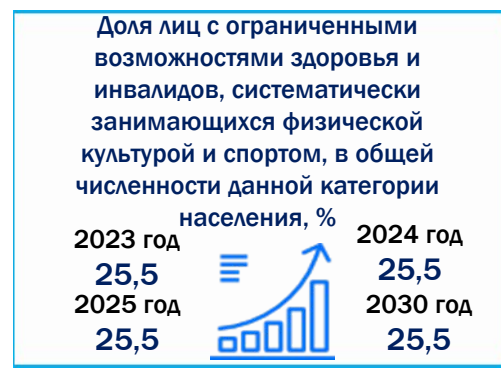 Доля лиц с ограниченными
возможностями здоровья и
инвалидов, систематически
занимающихся физической
культурой и спортом, в общей
численности данной категории
населения, %
2023 год
25,5
2024 год
25,5
2025 год
25,5
2030 год
25,5